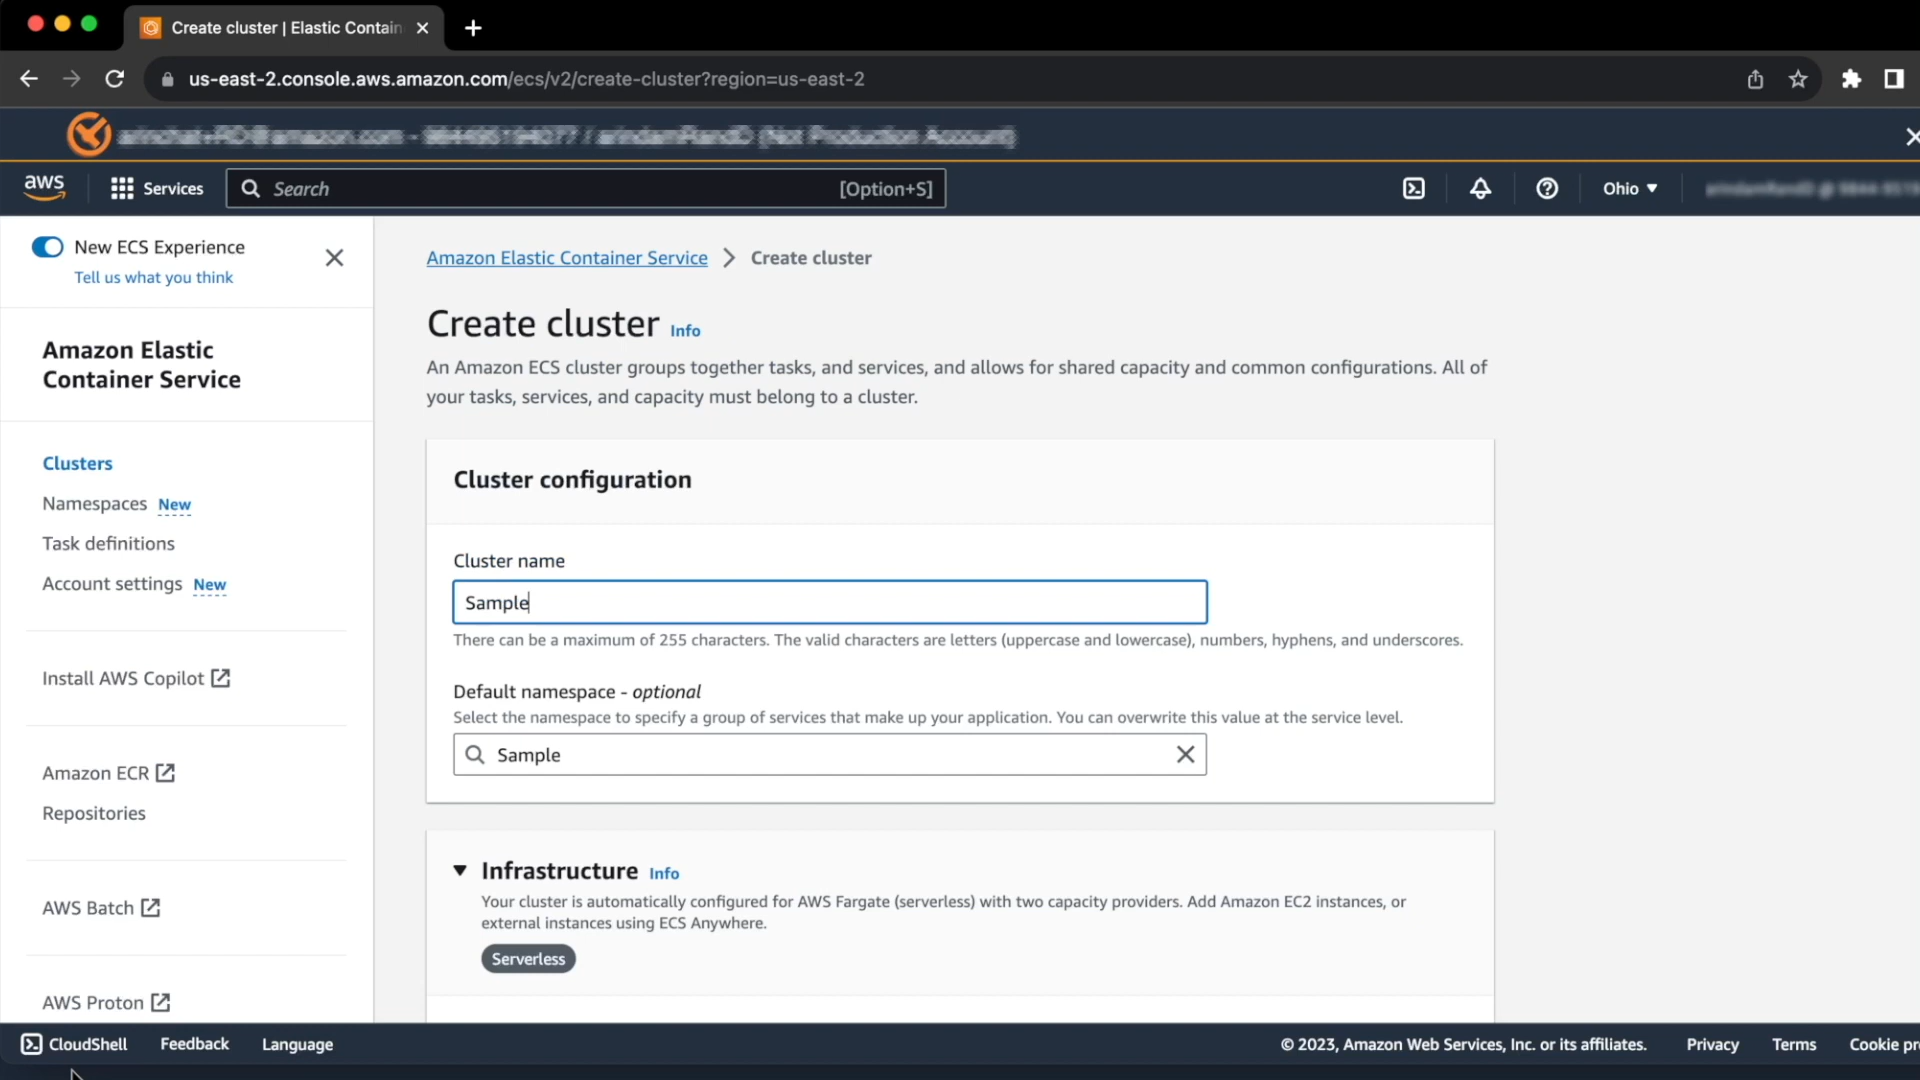 Create cluster | Elastic Contain
us-east-2.console.aws.amazon.com/ecs/v2/create-cluster?region=us-east-2
aws
Services
Search
[Option+S]
Ohio
New ECS Experience
Tell us what you think
Amazon Elastic Container Service
Create cluster
Amazon Elastic
Container Service
Clusters
Namespaces New
Task definitions
Account settings New
Install AWS Copilot
Amazon ECR
Repositories
AWS Batch
AWS Proton
Create cluster Info
An Amazon ECS cluster groups together tasks, and services, and allows for shared capacity and common configurations. All of
your tasks, services, and capacity must belong to a cluster.
Cluster configuration
Cluster name
Sample
There can be a maximum of 255 characters. The valid characters are letters (uppercase and lowercase), numbers, hyphens, and underscores.
Default namespace - optional
Select the namespace to specify a group of services that make up your application. You can overwrite this value at the service level.
Sample
Infrastructure Info
Your cluster is automatically configured for AWS Fargate (serverless) with two capacity providers. Add Amazon EC2 instances, or
external instances using ECS Anywhere.
Serverless
CloudShell
Feedback
Language
© 2023, Amazon Web Services, Inc. or its affiliates.
Privacy
Terms
Cookie pr